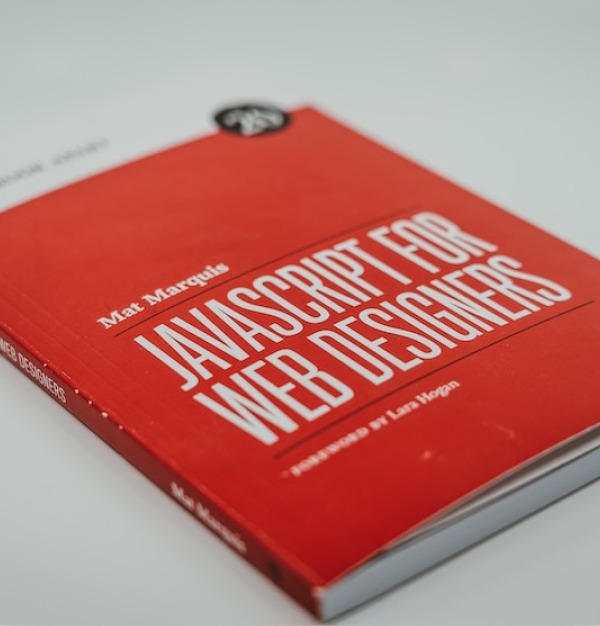 Mat Marquis
JAVASCRIPT FOR
WEB DESIGNERS
FOREWORD BY Lara Hogan
WEB DESIGNERS
Mat Marquis